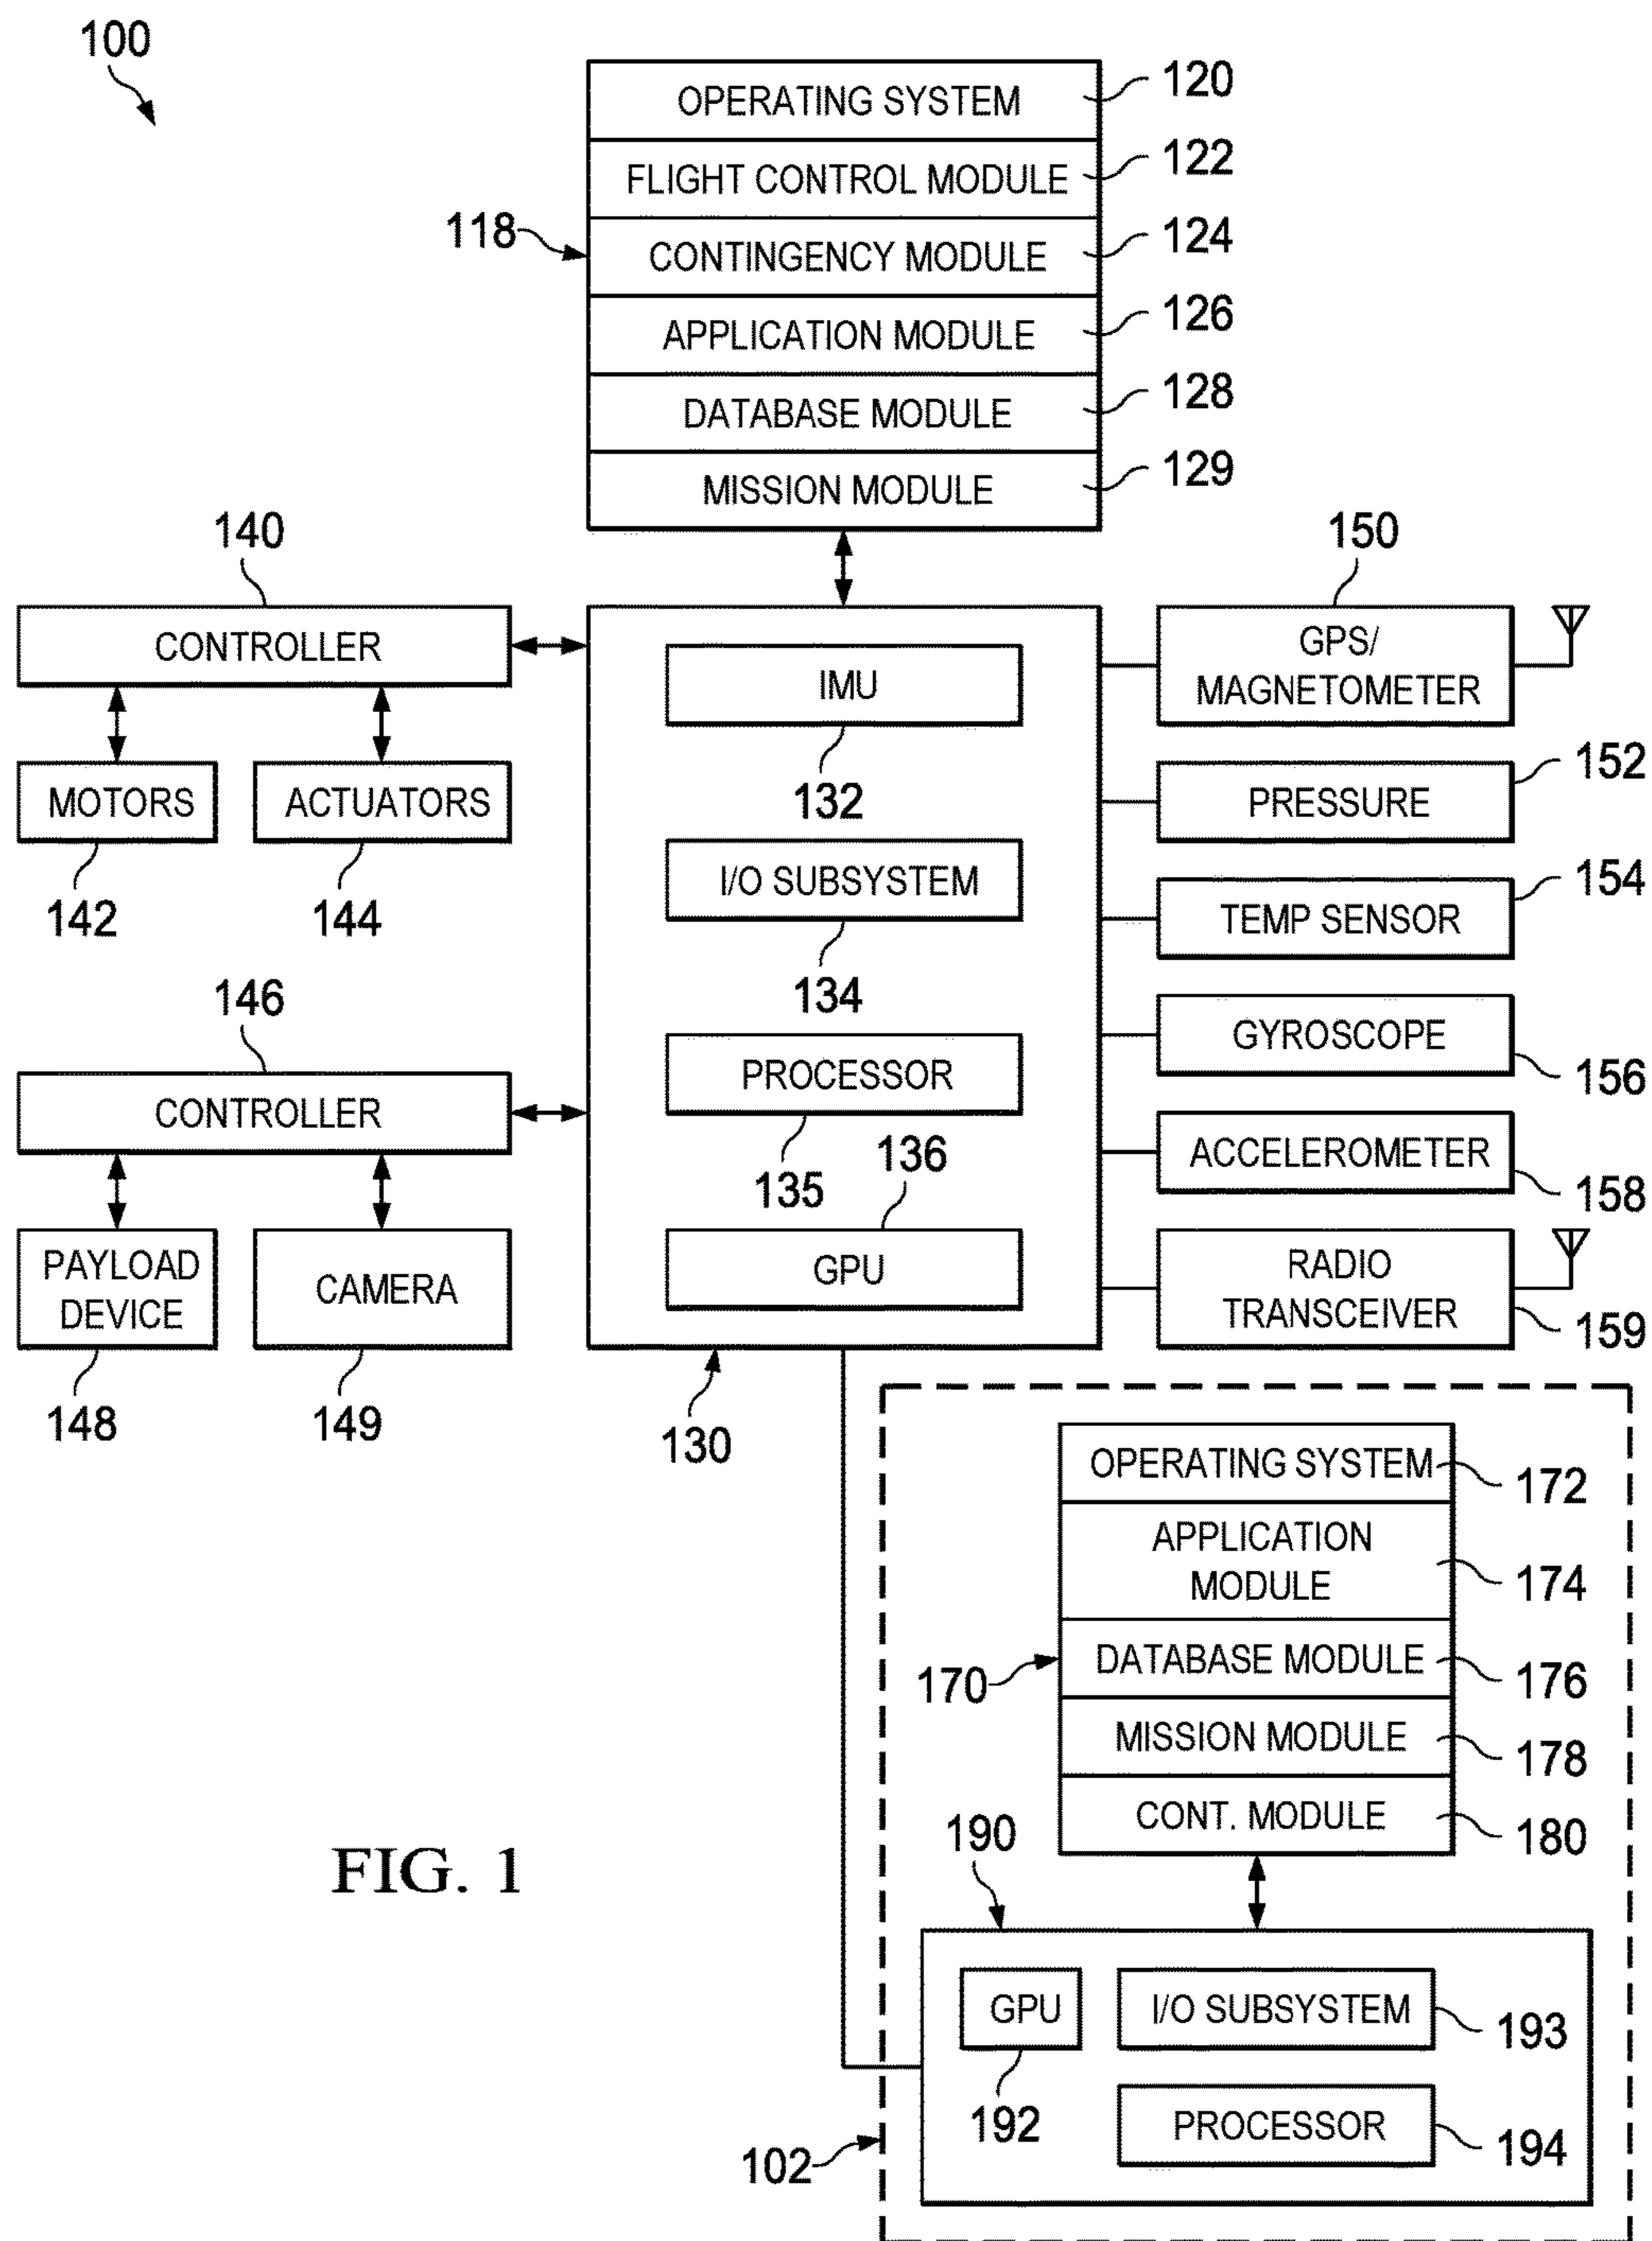 100
OPERATING SYSTEM
120
FLIGHT CONTROL MODULE
122
118
CONTINGENCY MODULE
124
APPLICATION MODULE
126
DATABASE MODULE
128
MISSION MODULE
129
140
CONTROLLER
MOTORS
ACTUATORS
142
144
146
CONTROLLER
PAYLOAD
DEVICE
CAMERA
148
149
IMU
132
I/O SUBSYSTEM
134
PROCESSOR
135
136
GPU
130
150
GPS/
MAGNETOMETER
152
PRESSURE
154
TEMP SENSOR
GYROSCOPE
156
ACCELEROMETER
158
RADIO
TRANSCEIVER
159
OPERATING SYSTEM
172
APPLICATION
MODULE
174
170
DATABASE MODULE
176
MISSION MODULE
178
CONT. MODULE
180
190
GPU
192
I/O SUBSYSTEM
193
PROCESSOR
194
102
FIG. 1